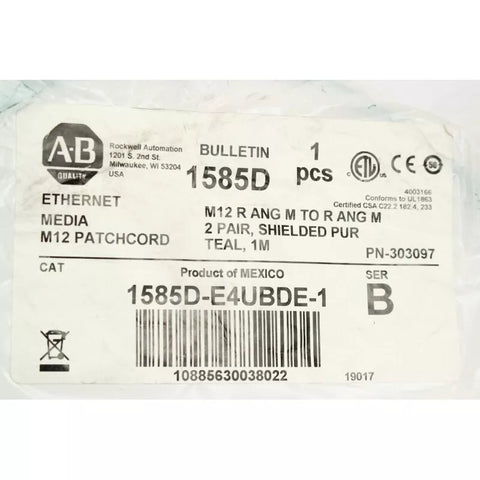 A-B
QUALITY
Rockwell Automation
1201 S. 2nd St.
Milwaukee, WI 53204
USA
BULLETIN
1585D
1
pcs
ETL
CE
4003166
Conforms to UL1863
Certified CSA C22.2 182.4, 233
ETHERNET
MEDIA
M12 PATCHCORD
M12 R ANG M TO R ANG M
2 PAIR, SHIELDED PUR
TEAL, 1M
PN-303097
CAT
Product of MEXICO
SER
1585D-E4UBDE-1
B
10885630038022
19017